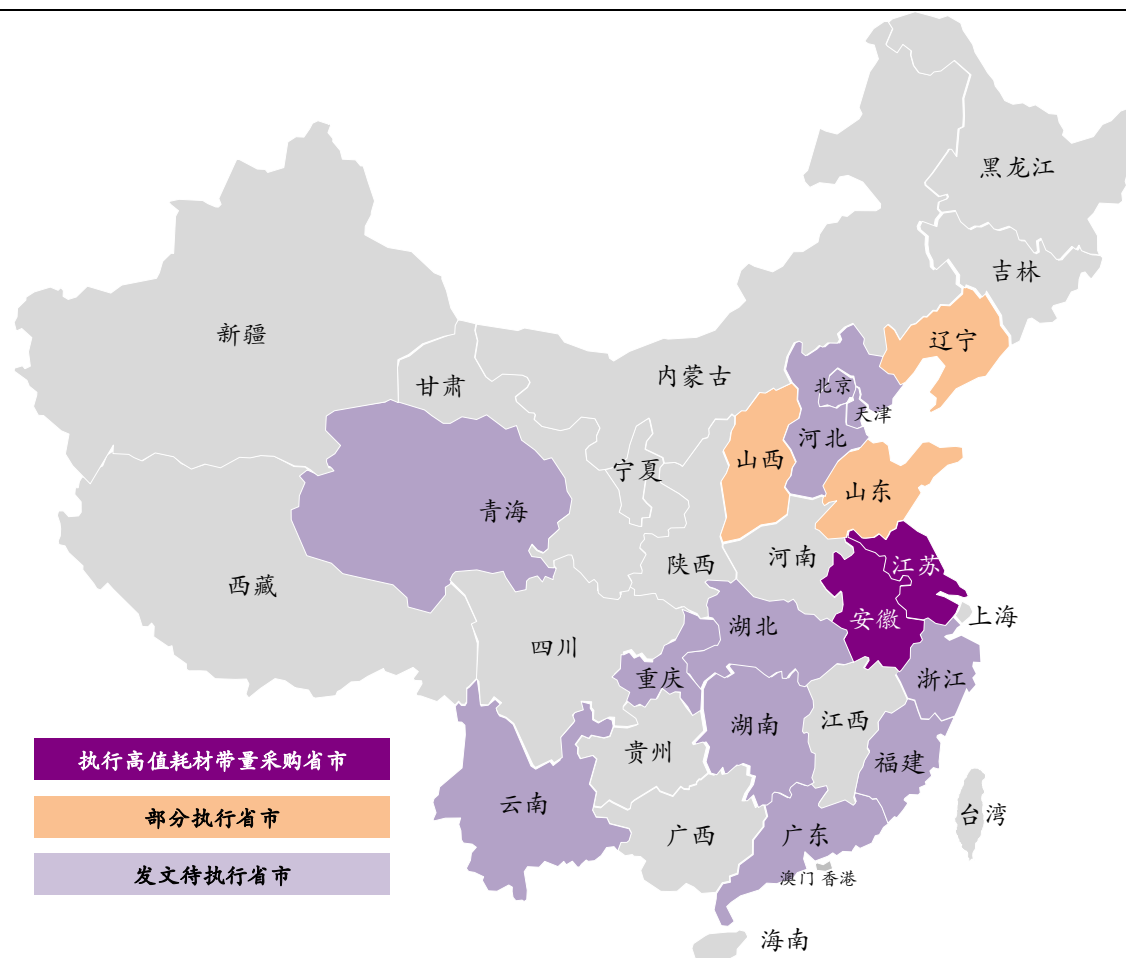 黑龙江
吉林
辽宁
新疆
内蒙古
甘肃
北京
天津
河北
山西
宁夏
山东
青海
河南
江苏
陕西
西藏
安徽
上海
湖北
四川
重庆
浙江
湖南
江西
贵州
福建
云南
台湾
广西
广东
澳门 香港
海南
执行高值耗材带量采购省市
部分执行省市
发文待执行省市